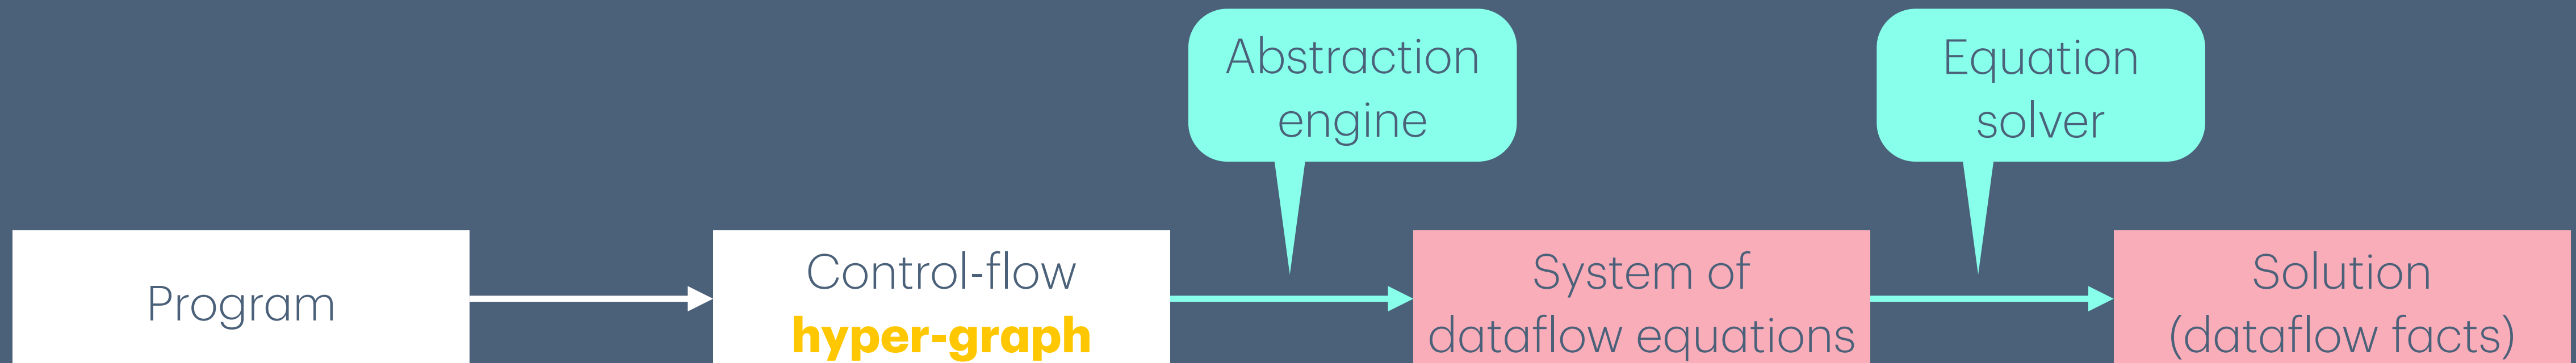 Abstraction
engine
Equation
solver
Program
Control-flow
hyper-graph
System of
dataflow equations
Solution
(dataflow facts)